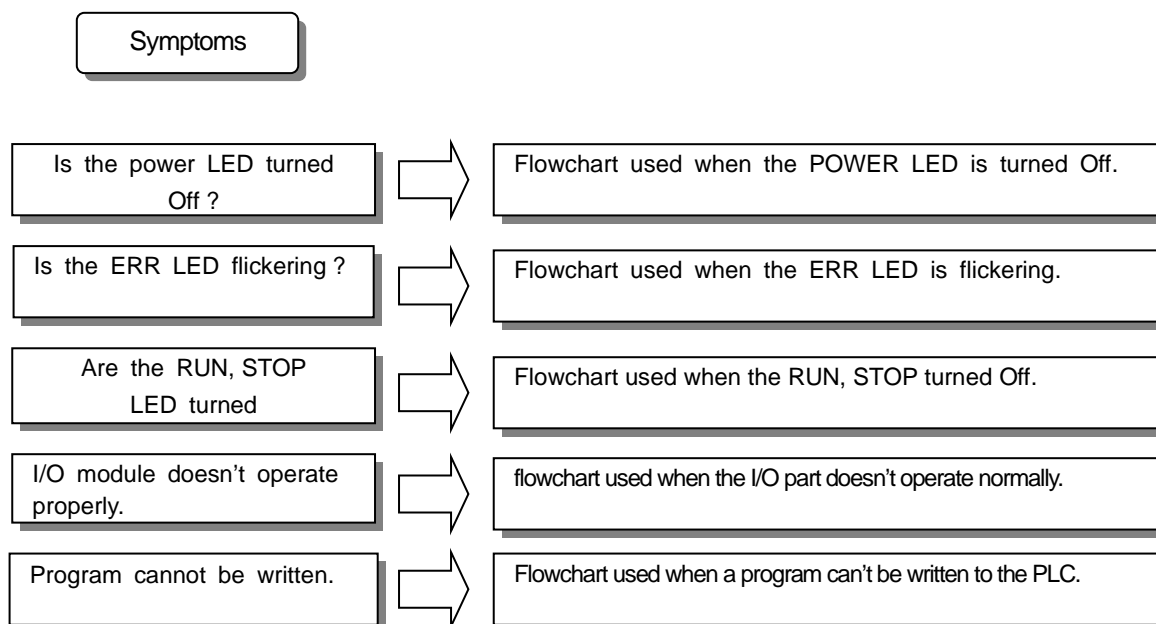 Symptoms
Is the power LED turned
Off ?
Flowchart used when the POWER LED is turned Off.
Is the ERR LED flickering ?
Flowchart used when the ERR LED is flickering.
Are the RUN, STOP
LED turned
Flowchart used when the RUN, STOP turned Off.
I/O module doesn’t operate
properly.
flowchart used when the I/O part doesn’t operate normally.
Program cannot be written.
Flowchart used when a program can’t be written to the PLC.